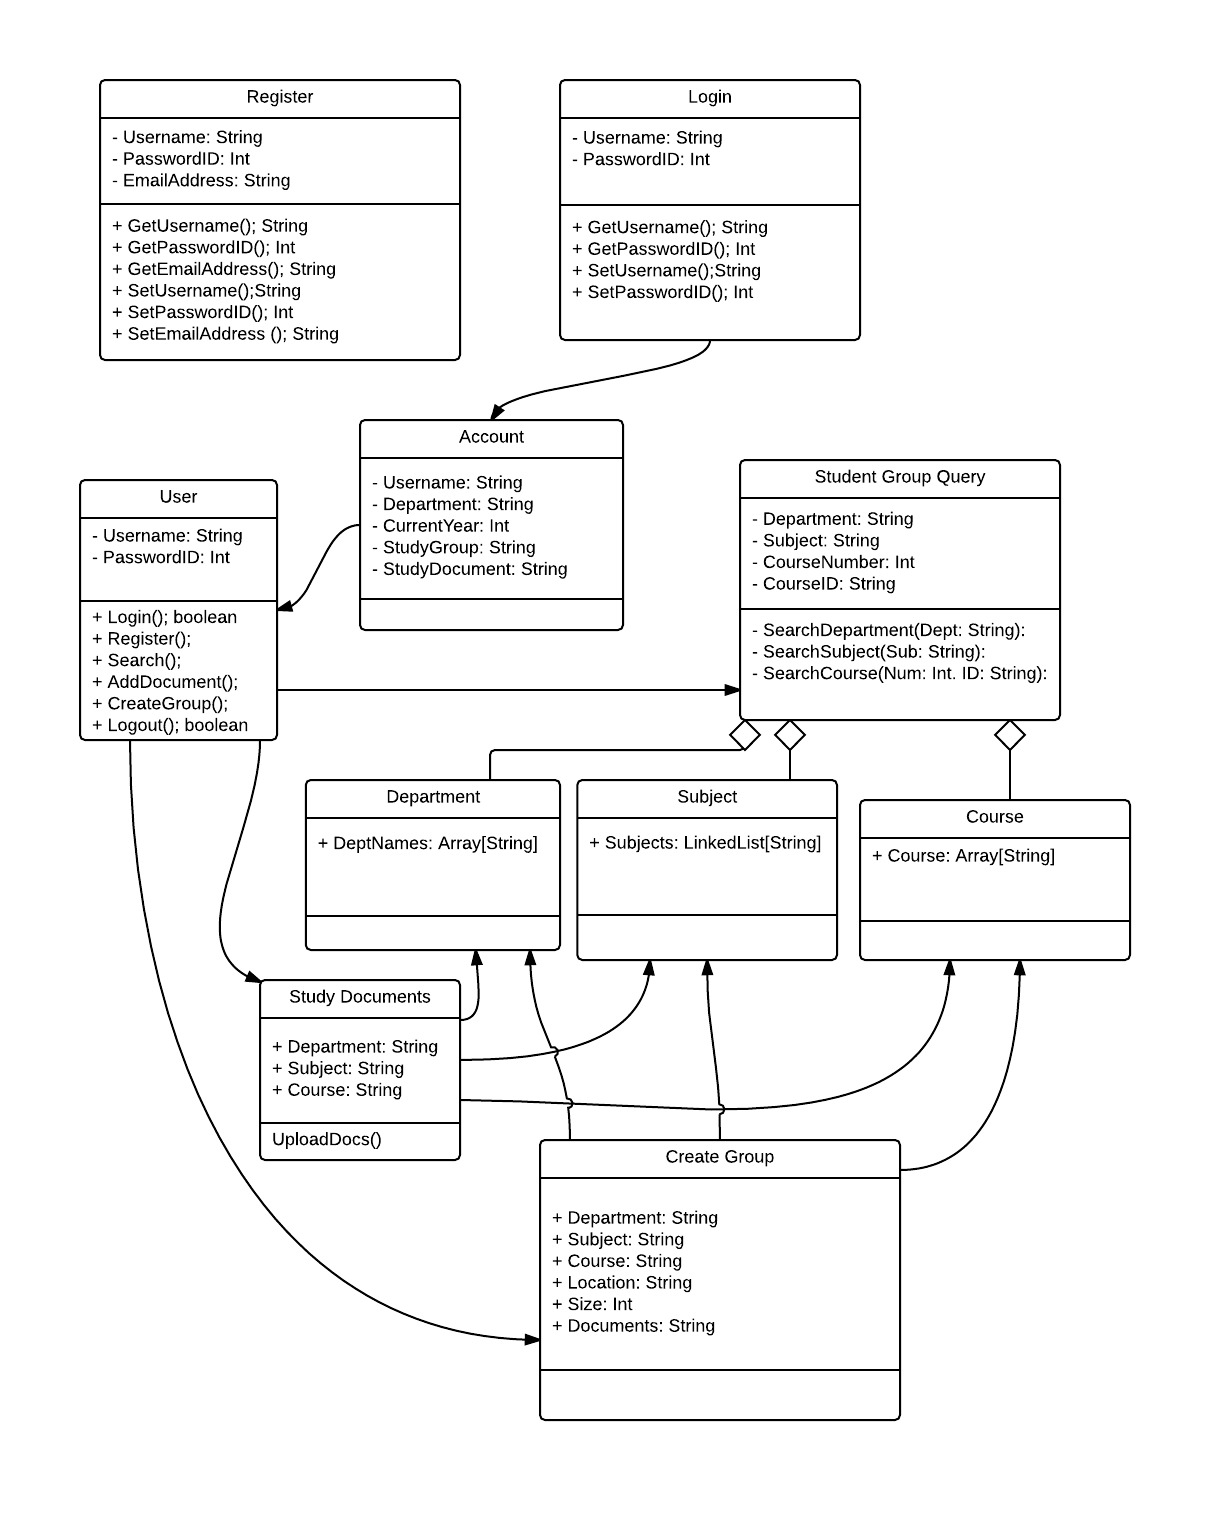 Register
- Username: String
- PasswordID: Int
- EmailAddress: String
+ GetUsername(); String
+ GetPasswordID(); Int
+ GetEmailAddress(); String
+ SetUsername();String
+ SetPasswordID(); Int
+ SetEmailAddress (); String
Login
- Username: String
- PasswordID: Int
+ GetUsername(); String
+ GetPasswordID(); Int
+ SetUsername();String
+ SetPasswordID(); Int
Account
- Username: String
- Department: String
- CurrentYear: Int
- StudyGroup: String
- StudyDocument: String
User
- Username: String
- PasswordID: Int
+ Login(); boolean
+ Register();
+ Search();
+ AddDocument();
+ CreateGroup();
+ Logout(); boolean
Student Group Query
- Department: String
- Subject: String
- CourseNumber: Int
- CourseID: String
- SearchDepartment(Dept: String):
- SearchSubject(Sub: String):
- SearchCourse(Num: Int. ID: String):
Department
+ DeptNames: Array[String]
Subject
+ Subjects: LinkedList[String]
Course
+ Course: Array[String]
Study Documents
+ Department: String
+ Subject: String
+ Course: String
UploadDocs()
Create Group
+ Department: String
+ Subject: String
+ Course: String
+ Location: String
+ Size: Int
+ Documents: String